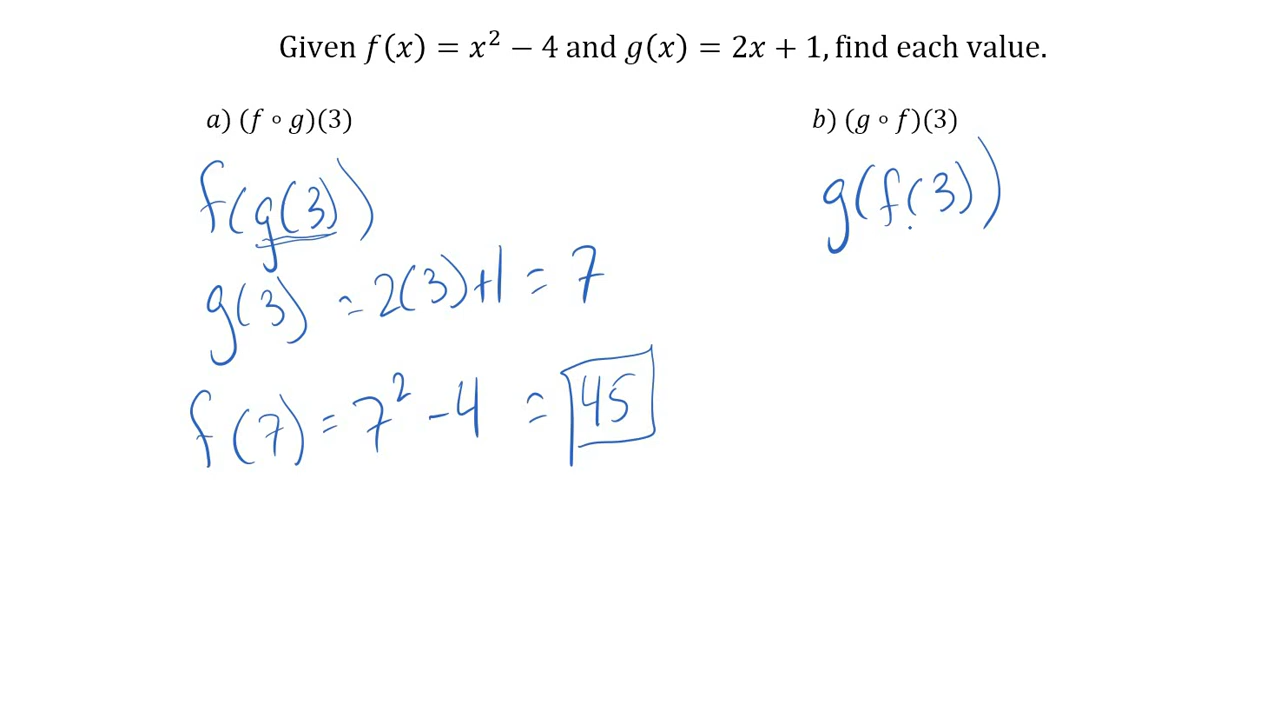 Given f(x) = x² − 4 and g(x) = 2x + 1, find each value.
a) (f ∘ g)(3)
f(g(3))
g(3) = 2(3)+1 = 7
f(7) = 7² - 4 = 45
b) (g ∘ f)(3)
g(f(3))